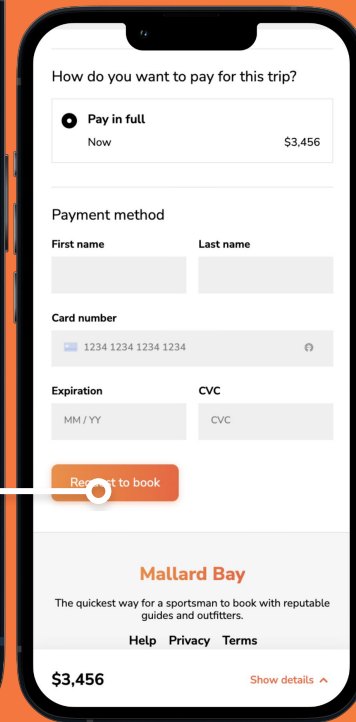 How do you want to pay for this trip?
Pay in full
Now $3,456
Payment method
First name Last name
Card number
1234 1234 1234 1234
Expiration CVC
MM / YY CVC
Request to book
Mallard Bay
The quickest way for a sportsman to book with reputable
guides and outfitters.
Help Privacy Terms
$3,456 Show details